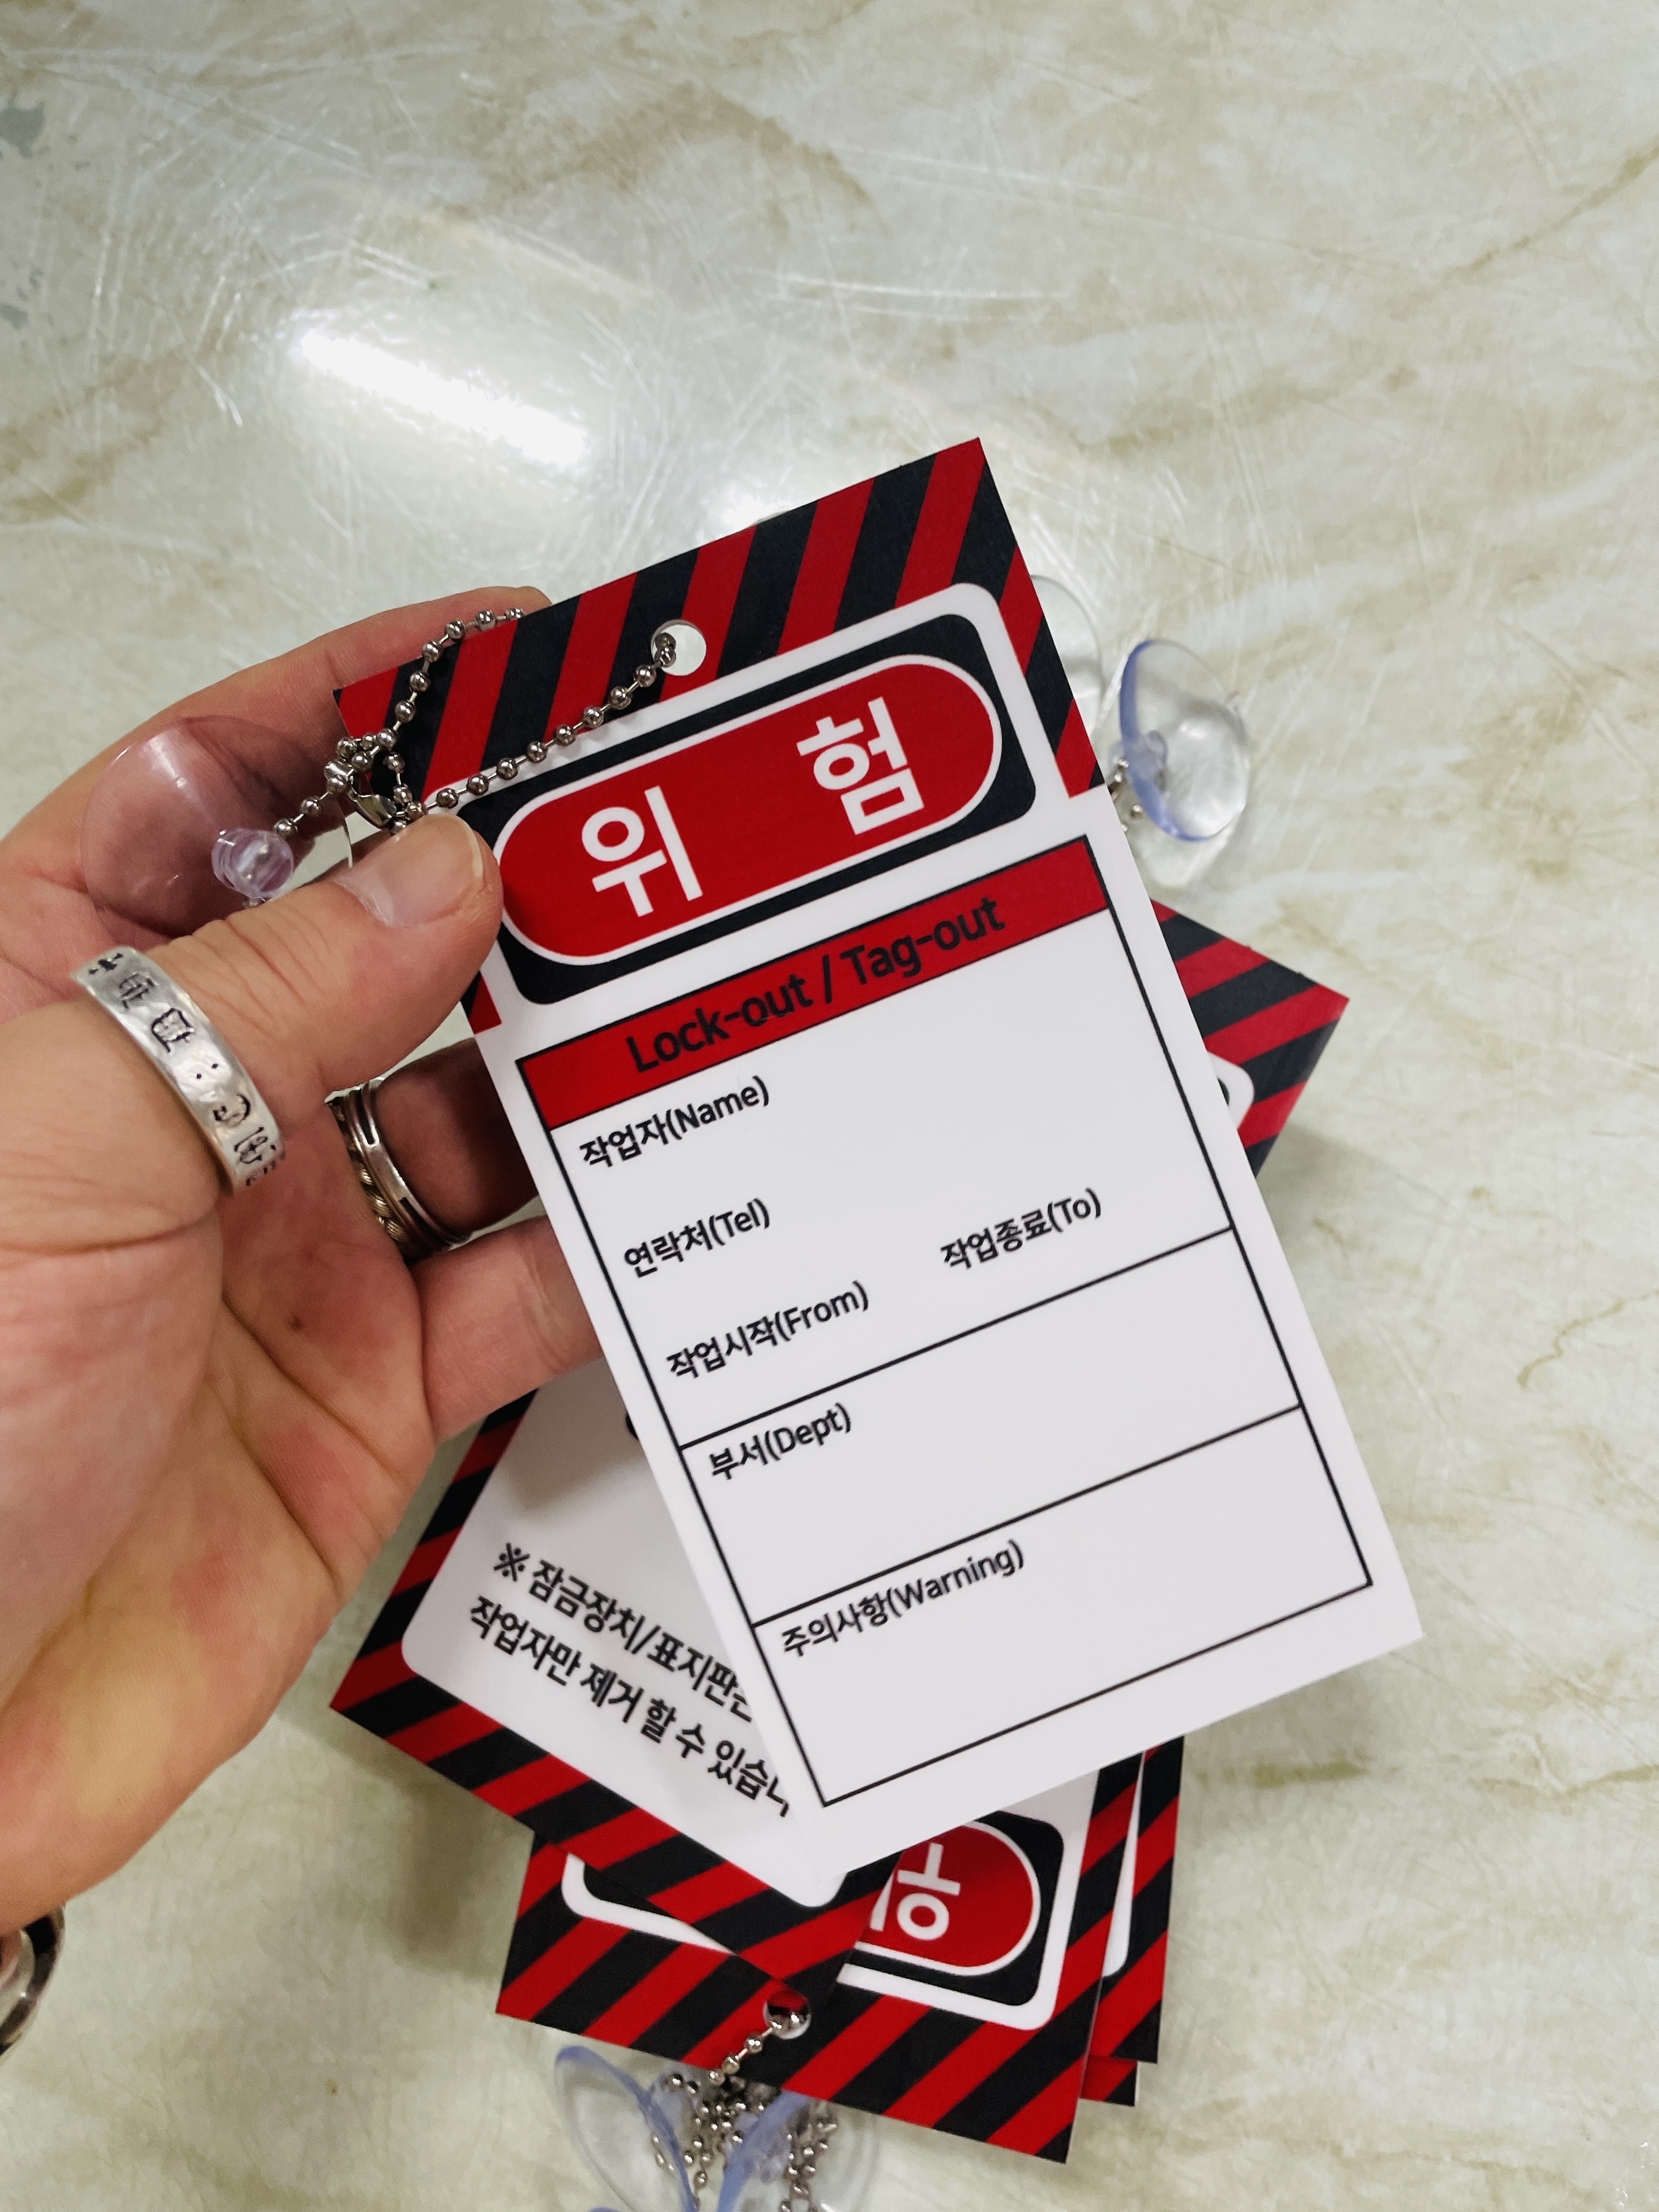 위 험
Lock-out / Tag-out
작업자(Name)
연락처(Tel)
작업시작(From) 작업종료(To)
부서(Dept)
주의사항(Warning)
※ 잠금장치/표지판은
작업자만 제거 할 수 있습니